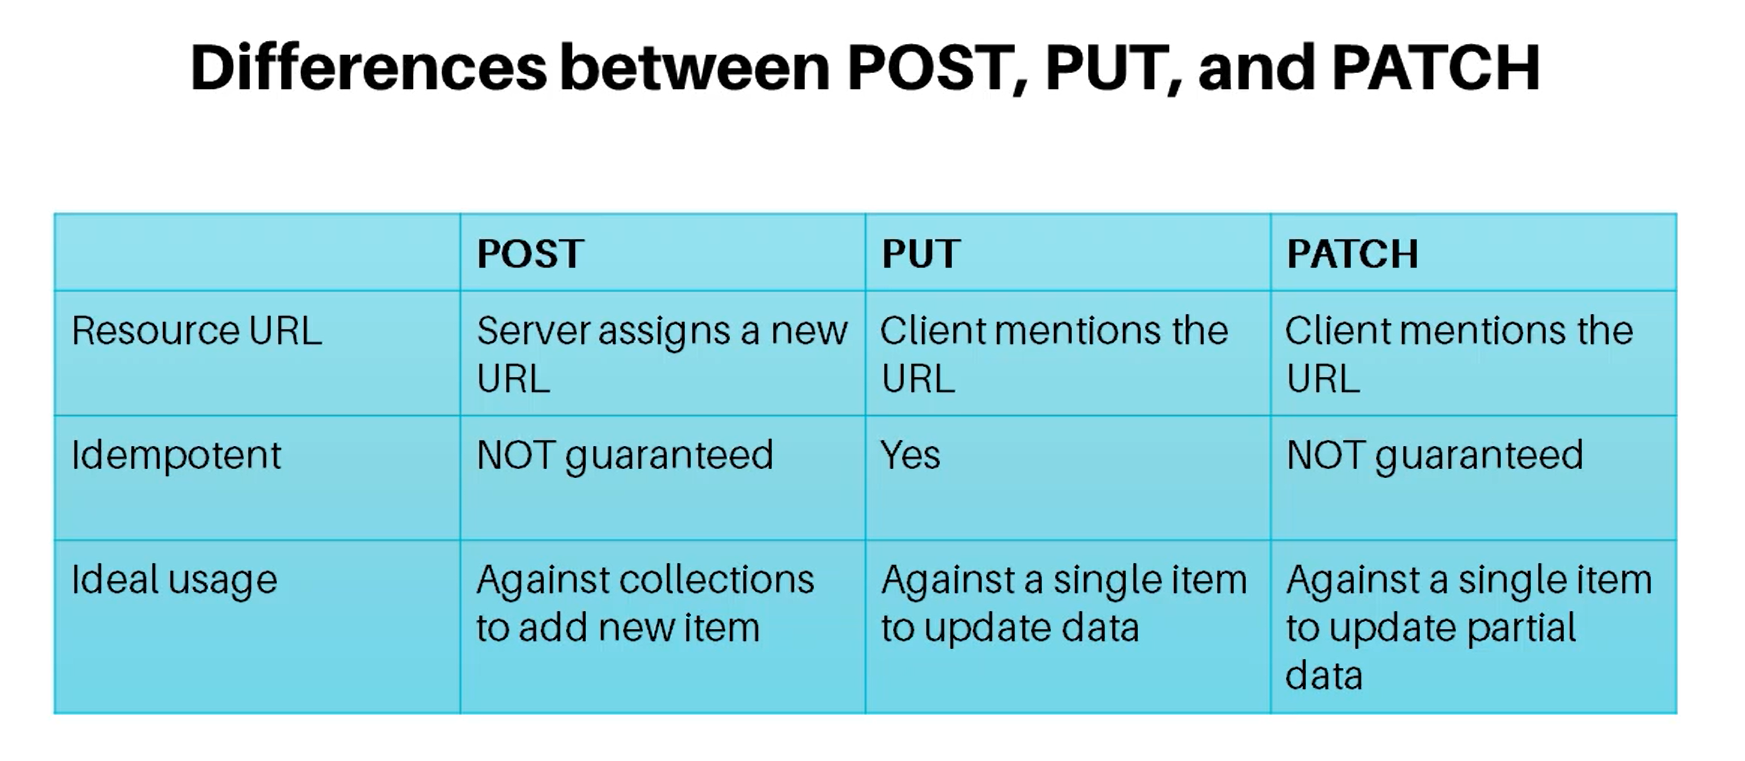 Differences between POST, PUT, and PATCH
POST PUT PATCH
Resource URL Server assigns a new Client mentions the Client mentions the
URL URL URL
Idempotent NOT guaranteed Yes NOT guaranteed
Ideal usage Against collections Against a single item Against a single item
to add new item to update data to update partial
data